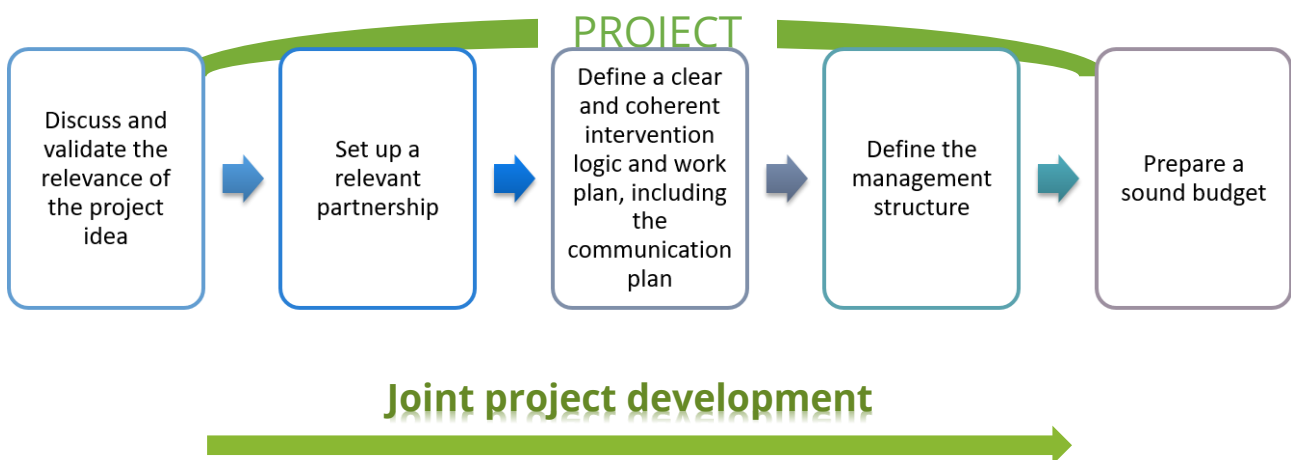 PROJECT
Discuss and
validate the
relevance of
the project
idea
Set up a
relevant
partnership
Define a clear
and coherent
intervention
logic and work
plan, including
the
communication
plan
Define the
management
structure
Prepare a
sound budget
Joint project development